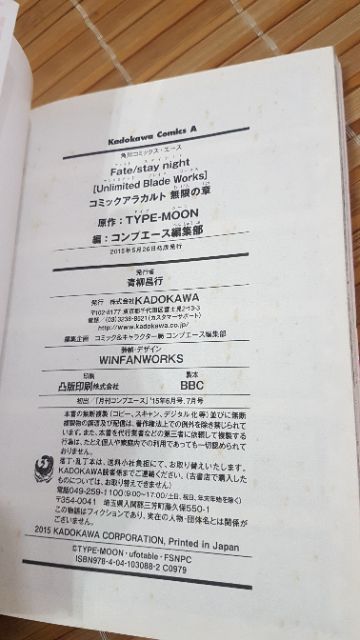 Kadokawa Comics A
角川コミックス・エース
Fate/stay night
[Unlimited Blade Works]
コミックアラカルト 無限の章
原作：TYPE-MOON
編：コンプエース編集部
2015年5月26日初版発行
発行者
青柳昌行
発行 株式会社KADOKAWA
〒102-8177 東京都千代田区富士見2-13-3
電話／(03)3238-8521(カスタマーサポート)
http://www.kadokawa.co.jp/
編集企画 コミック&キャラクター局 コンプエース編集部
装幀・デザイン
WINFANWORKS
印刷
凸版印刷株式会社
製本
BBC
初出／「月刊コンプエース」'15年6月号、7月号
本書の無断複製(コピー、スキャン、デジタル化等)並びに無断
複製物の譲渡及び配信は、著作権法上での例外を除き禁じられて
います。また、本書を代行業者などの第三者に依頼して複製する
行為は、たとえ個人や家庭内での利用であっても一切認められて
おりません。
落丁・乱丁本は、送料小社負担にて、お取り替えいたします。
KADOKAWA読者係までご連絡ください。(古書店で購入した
ものについては、お取り替えできません)
電話049-259-1100(9:00〜17:00/土日、祝日、年末年始を除く)
〒354-0041 埼玉県入間郡三芳町藤久保550-1
この物語はフィクションであり、実在の人物・団体名とは関係が
ございません。
2015 KADOKAWA CORPORATION, Printed in Japan
©TYPE-MOON・ufotable・FSNPC
ISBN978-4-04-103088-2 C0979